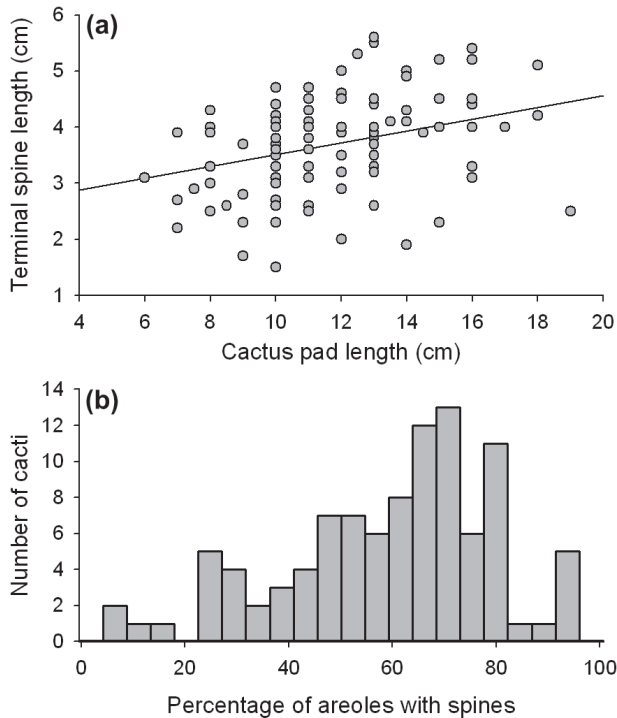 (a)
Terminal spine length (cm)
6
5
4
3
2
1
4 6 8 10 12 14 16 18 20
Cactus pad length (cm)
(b)
Number of cacti
14
12
10
8
6
4
2
0
0 20 40 60 80 100
Percentage of areoles with spines